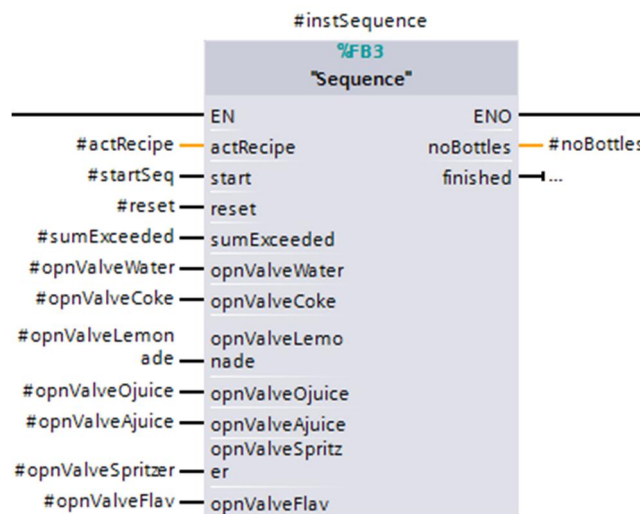 #instSequence
%FB3
"Sequence"
EN ENO
#actRecipe actRecipe noBottles #noBottles
#startSeq start finished ...
#reset reset
#sumExceeded sumExceeded
#opnValveWater opnValveWater
#opnValveCoke opnValveCoke
#opnValveLemon opnValveLemo
ade nade
#opnValveOjuice opnValveOjuice
#opnValveAjuice opnValveAjuice
opnValveSpritz
#opnValveSpritzer er
#opnValveFlav opnValveFlav